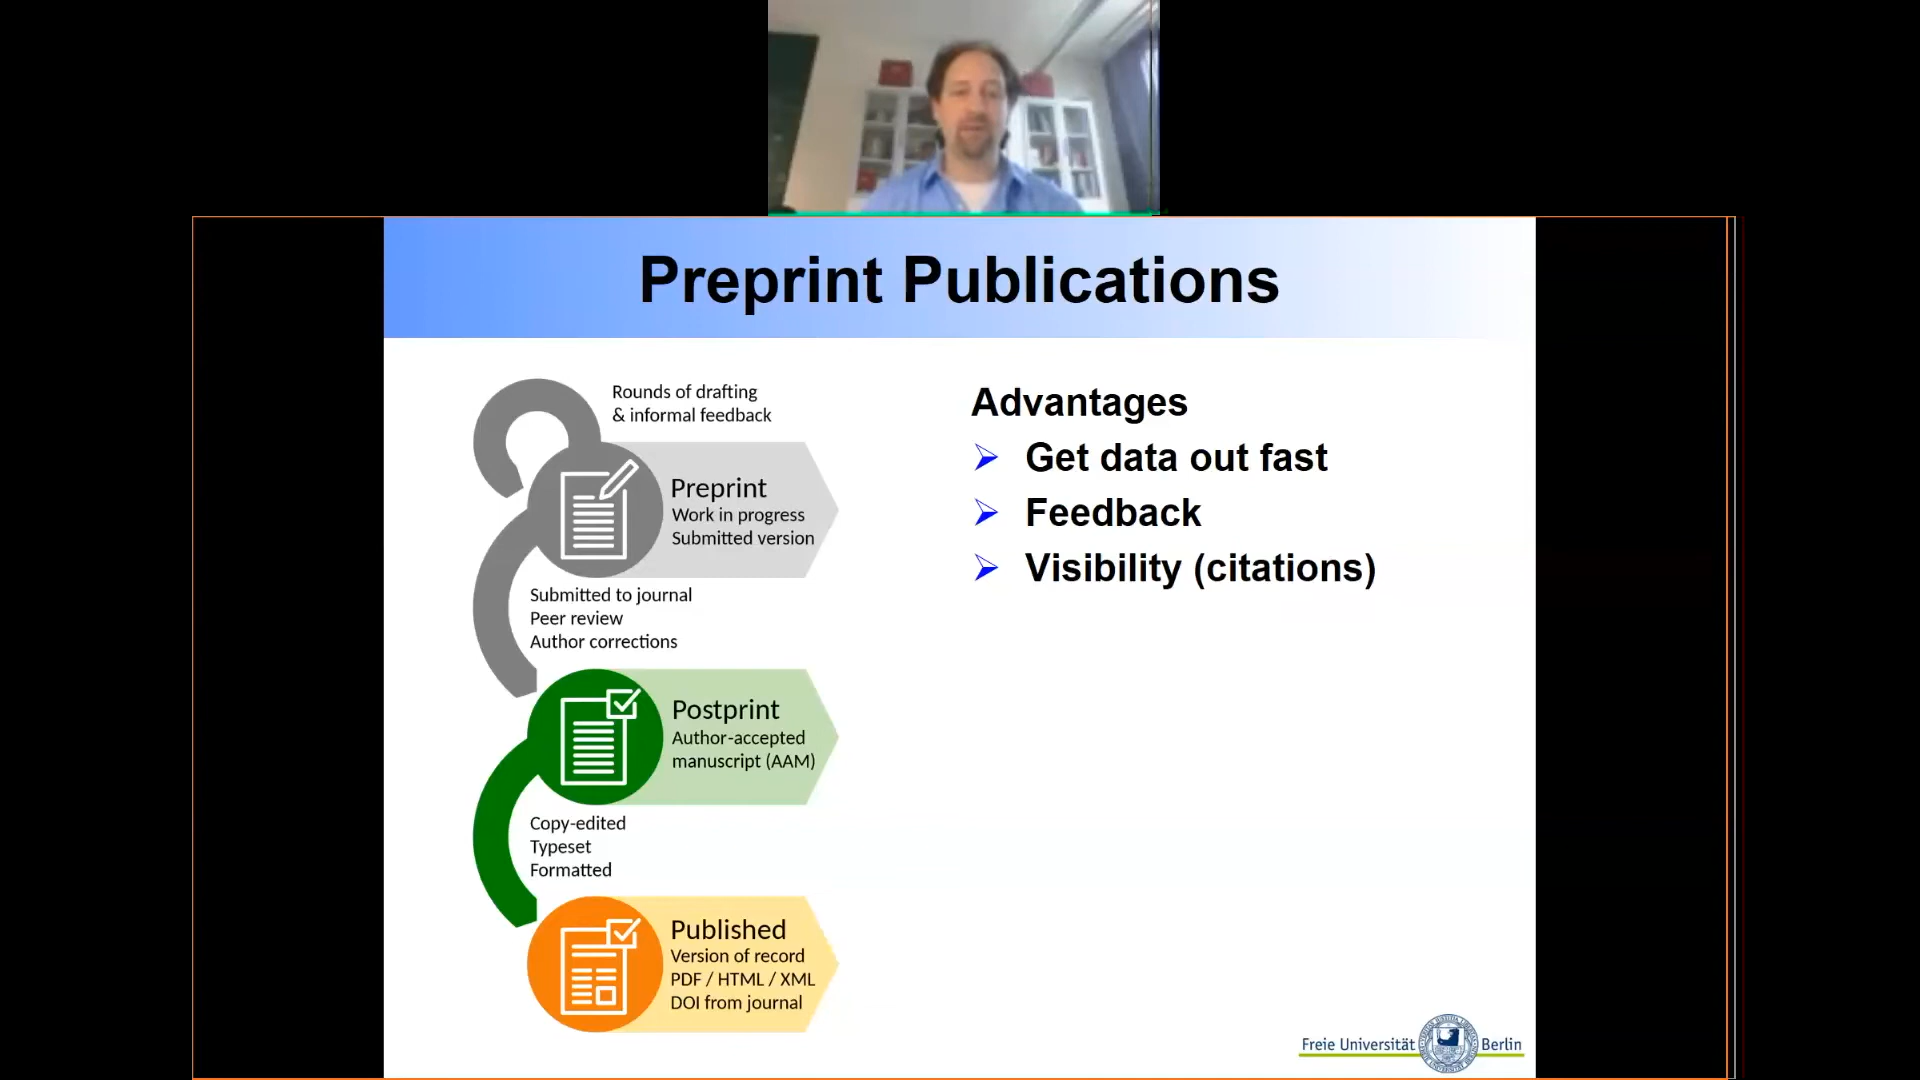 Preprint Publications
Rounds of drafting
& informal feedback
Preprint
Work in progress
Submitted version
Submitted to journal
Peer review
Author corrections
Postprint
Author-accepted
manuscript (AAM)
Copy-edited
Typeset
Formatted
Published
Version of record
PDF / HTML / XML
DOI from journal
Advantages
Get data out fast
Feedback
Visibility (citations)
Freie Universität Berlin